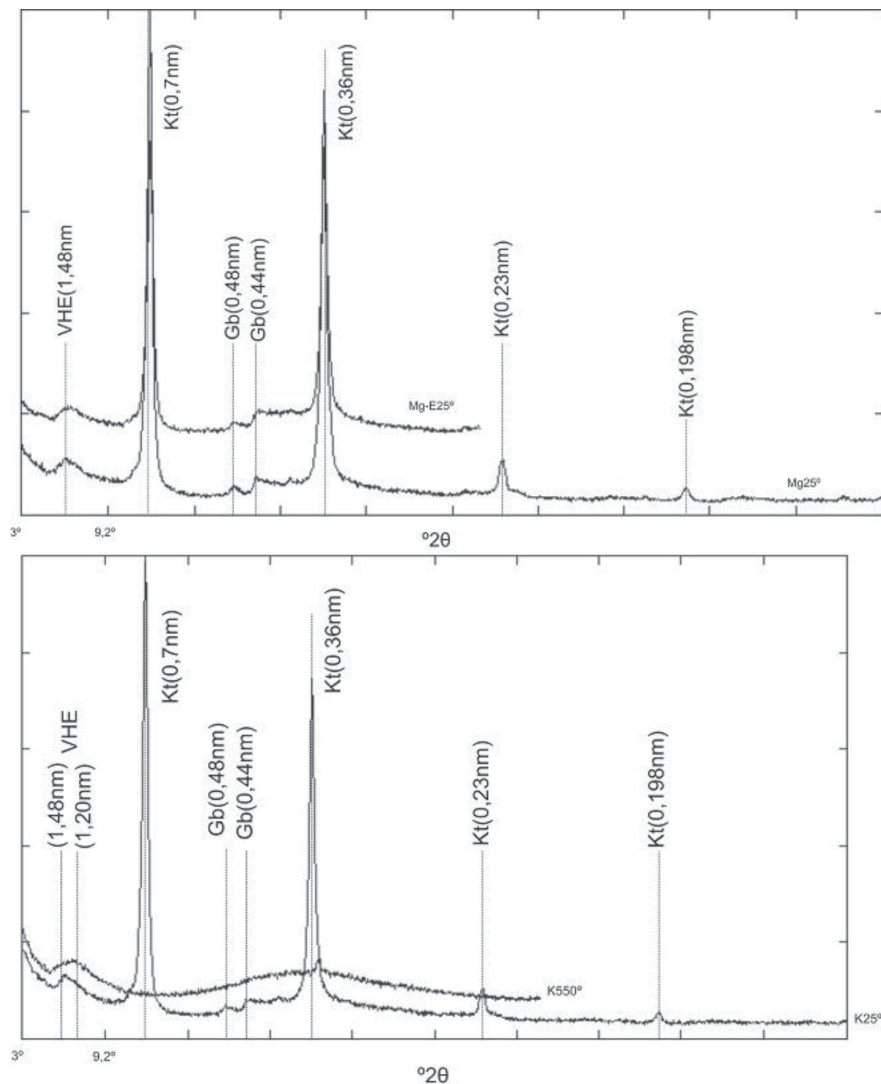 VHE(1,48nm
Kt(0,7nm)
Gb(0,48nm)
Gb(0,44nm)
Kt(0,36nm)
Kt(0,23nm)
Kt(0,198nm)
Mg-E25º
Mg25º
3º
9,2º
º2θ
(1,48nm)
VHE
(1,20nm)
Kt(0,7nm)
Gb(0,48nm)
Gb(0,44nm)
Kt(0,36nm)
Kt(0,23nm)
Kt(0,198nm)
K550º
K25º
3º
9,2º
º2θ